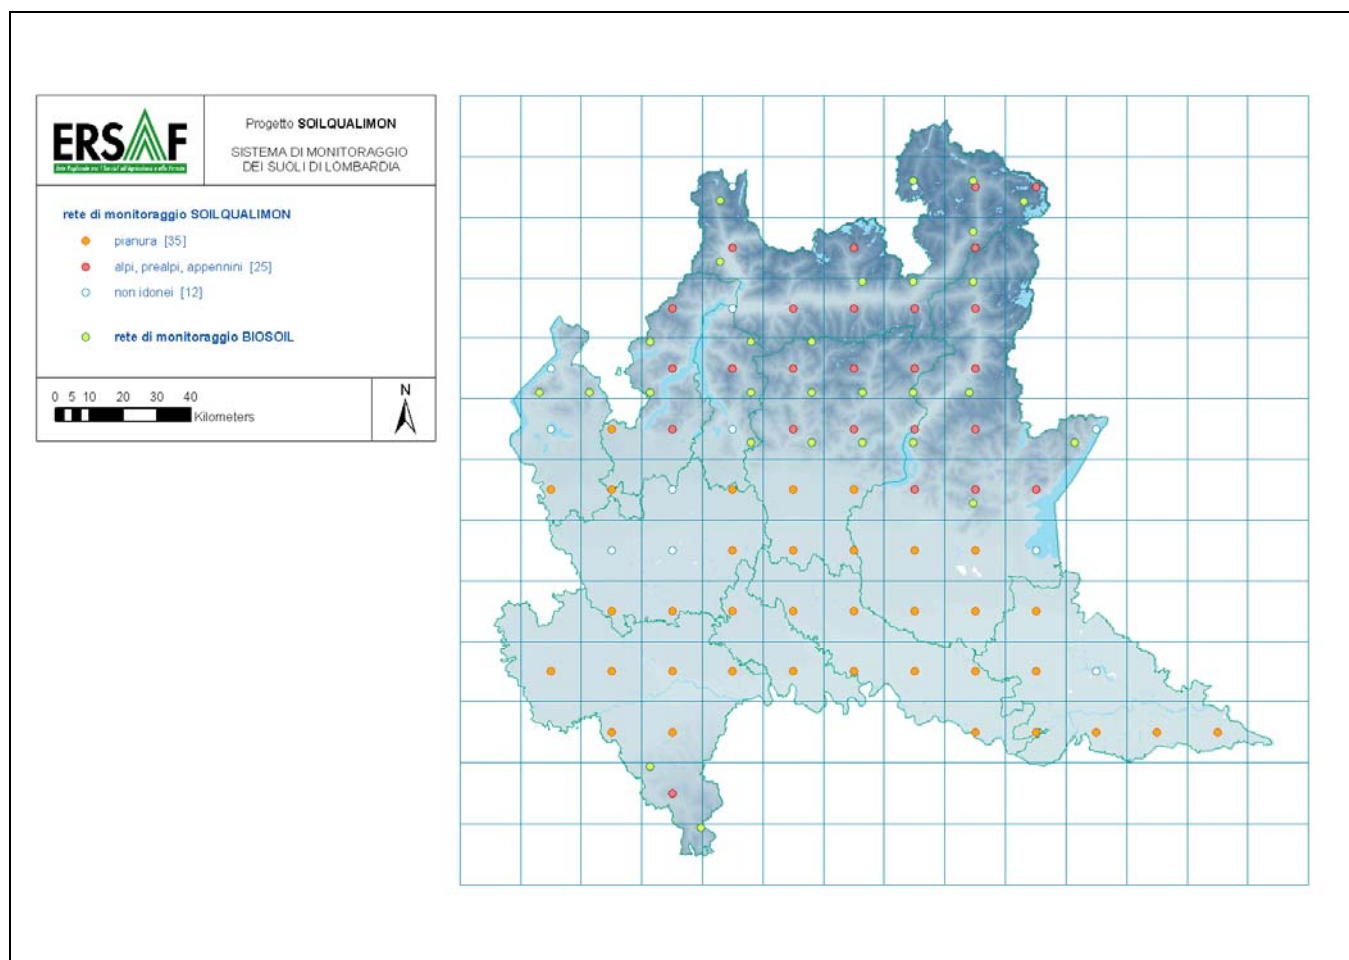 ERSAF
Progetto SOILQUALIMON
SISTEMA DI MONITORAGGIO
DEI SUOLI DI LOMBARDIA
rete di monitoraggio SOILQUALIMON
pianura [35]
alpi, prealpi, appennini [25]
non idonei [12]
rete di monitoraggio BIOSOIL
0 5 10 20 30 40
Kilometers
N